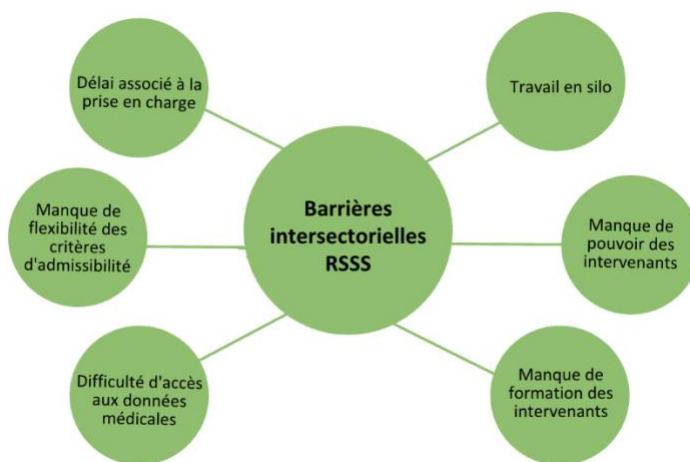 Délai associé à la
prise en charge
Travail en silo
Manque de
flexibilité des
critères
d'admissibilité
Barrières
intersectorielles
RSSS
Manque de
pouvoir des
intervenants
Difficulté d'accès
aux données
médicales
Manque de
formation des
intervenants